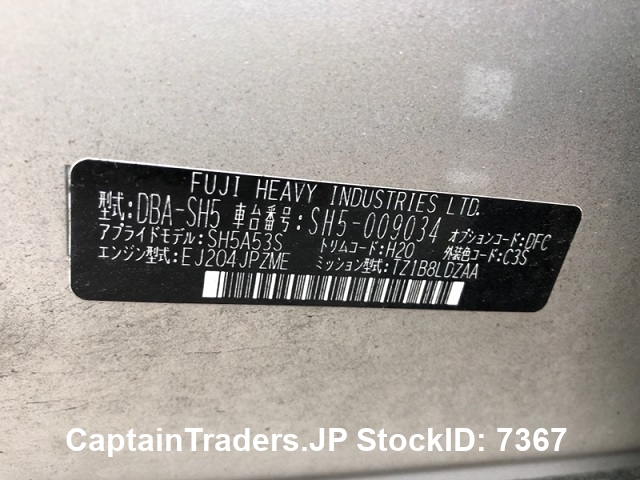 FUJI HEAVY INDUSTRIES LTD.
型式:DBA-SH5 車台番号:SH5-009034 オプションコード:DFC
アプライドモデル:SH5A53S トリムコード:H20 外装色コード:C3S
エンジン型式:EJ204JPZME ミッション型式:TZ1B8LDZAA
CaptainTraders.JP StockID: 7367